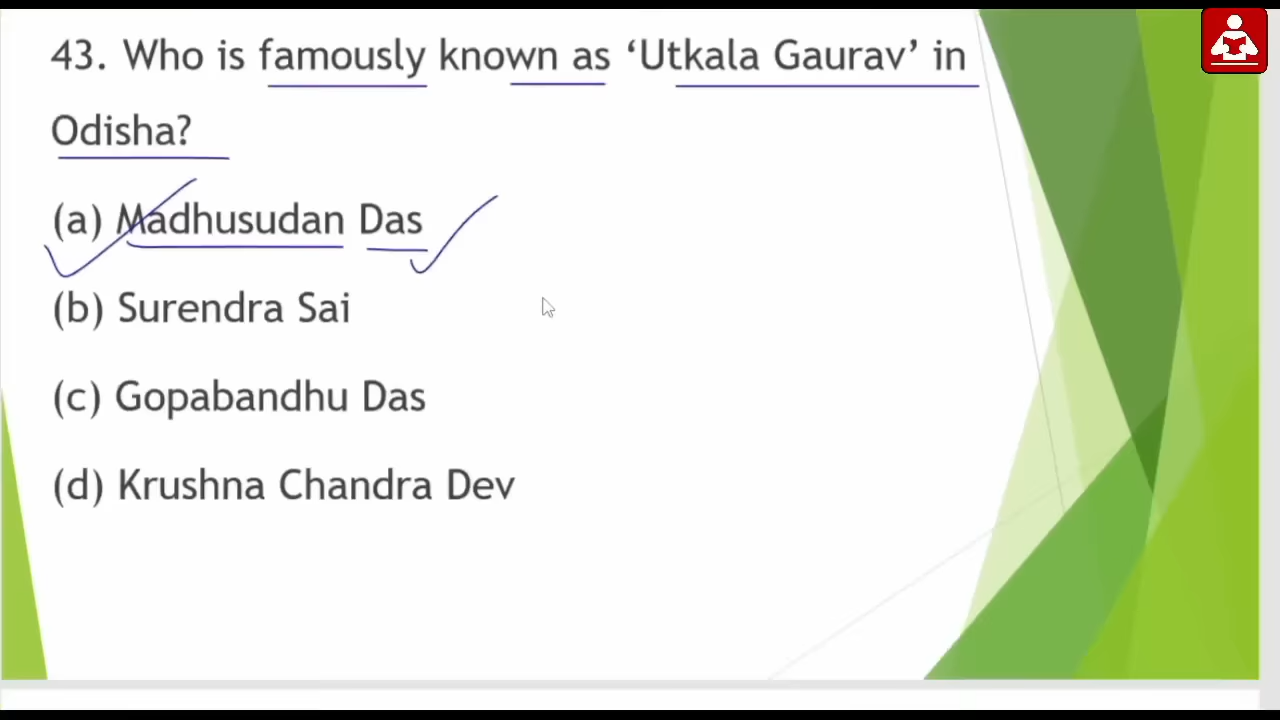 43. Who is famously known as ‘Utkala Gaurav’ in
Odisha?
(a) Madhusudan Das
(b) Surendra Sai
(c) Gopabandhu Das
(d) Krushna Chandra Dev